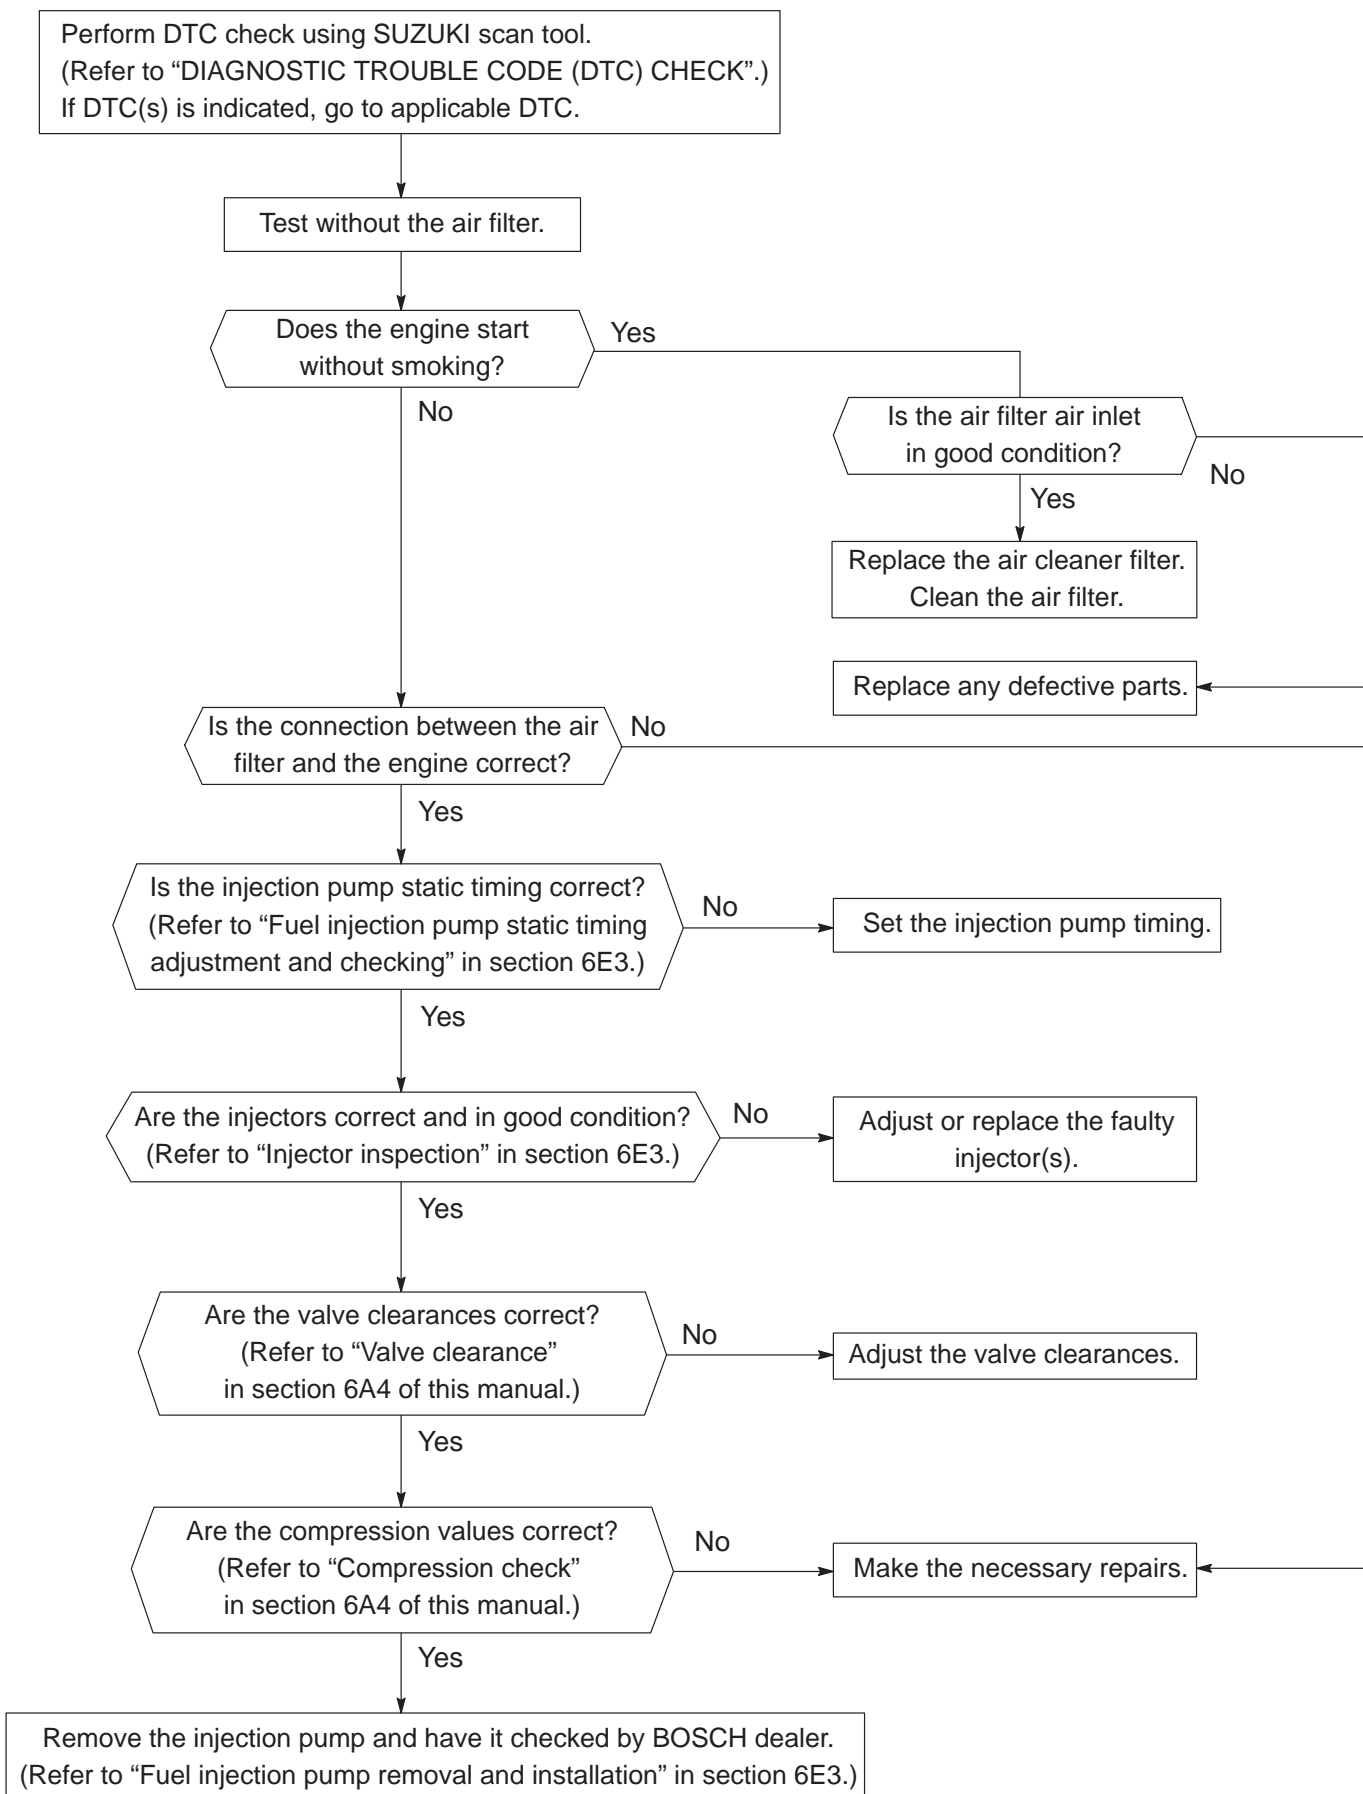 Perform DTC check using SUZUKI scan tool.
(Refer to “DIAGNOSTIC TROUBLE CODE (DTC) CHECK”.)
If DTC(s) is indicated, go to applicable DTC.
Test without the air filter.
Does the engine start
without smoking?
Yes
No
Is the air filter air inlet
in good condition?
No
Yes
Replace the air cleaner filter.
Clean the air filter.
Replace any defective parts.
Is the connection between the air
filter and the engine correct?
No
Yes
Is the injection pump static timing correct?
(Refer to “Fuel injection pump static timing
adjustment and checking” in section 6E3.)
No
Set the injection pump timing.
Yes
Are the injectors correct and in good condition?
(Refer to “Injector inspection” in section 6E3.)
No
Adjust or replace the faulty
injector(s).
Yes
Are the valve clearances correct?
(Refer to “Valve clearance”
in section 6A4 of this manual.)
No
Adjust the valve clearances.
Yes
Are the compression values correct?
(Refer to “Compression check”
in section 6A4 of this manual.)
No
Make the necessary repairs.
Yes
Remove the injection pump and have it checked by BOSCH dealer.
(Refer to “Fuel injection pump removal and installation” in section 6E3.)